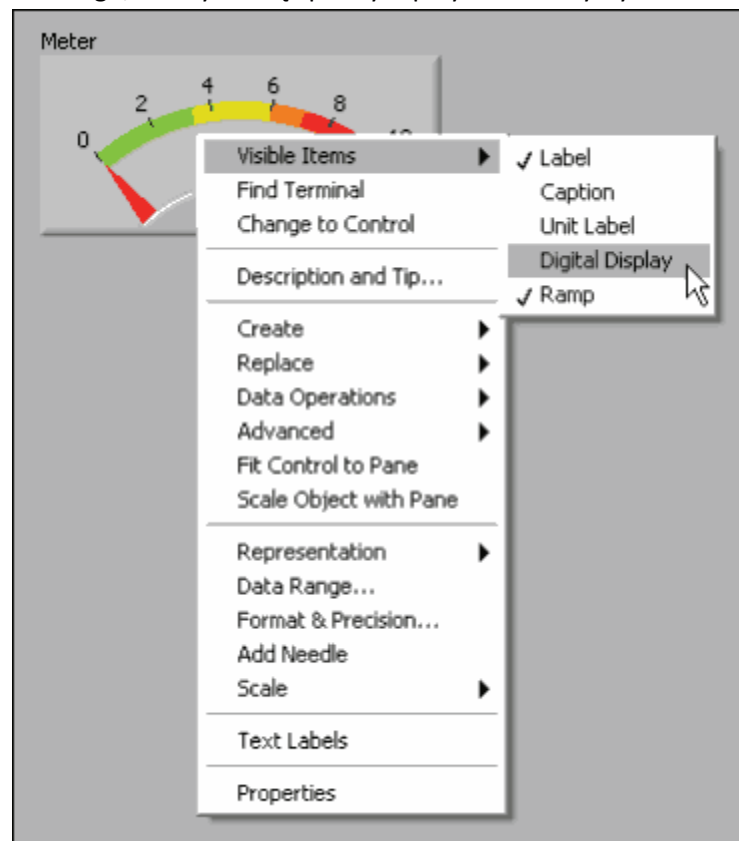 Meter
0
2
4
6
8
Visible Items
Find Terminal
Change to Control
Description and Tip...
Create
Replace
Data Operations
Advanced
Fit Control to Pane
Scale Object with Pane
Representation
Data Range...
Format & Precision...
Add Needle
Scale
Text Labels
Properties
Label
Caption
Unit Label
Digital Display
Ramp